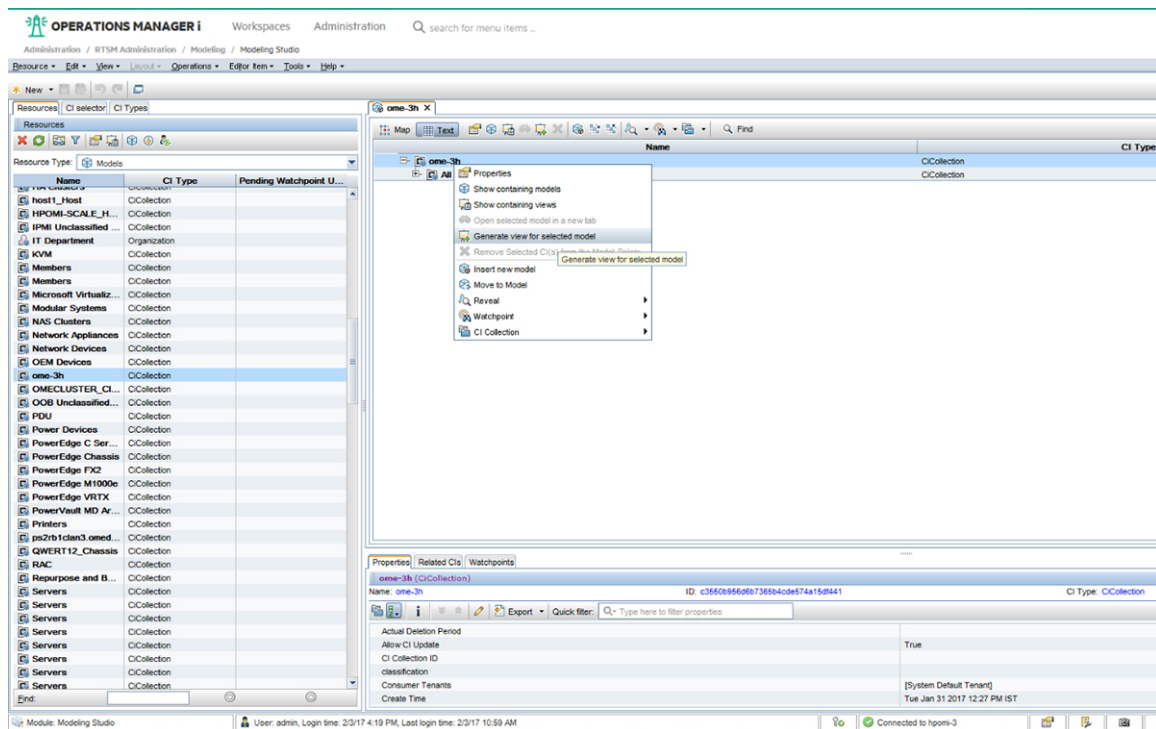 OPERATIONS MANAGER i Workspaces Administration search for menu items ...
Administration / RTSM Administration / Modeling / Modeling Studio
Resource Edit View Layout Operations Editor Item Tools Help
New
Resources CI selector CI Types
Resources
Resource Type: Models
Name CI Type Pending Watchpoint U...
HA Clusters CiCollection
host1_Host CiCollection
HPOMI-SCALE_H... CiCollection
IPMI Unclassified ... CiCollection
IT Department Organization
KVM CiCollection
Members CiCollection
Members CiCollection
Microsoft Virtualiz... CiCollection
Modular Systems CiCollection
NAS Clusters CiCollection
Network Appliances CiCollection
Network Devices CiCollection
OEM Devices CiCollection
ome-3h CiCollection
OMECLUSTER_Cl... CiCollection
OOB Unclassified... CiCollection
PDU CiCollection
Power Devices CiCollection
PowerEdge C Ser... CiCollection
PowerEdge Chassis CiCollection
PowerEdge FX2 CiCollection
PowerEdge M1000e CiCollection
PowerEdge VRTX CiCollection
PowerVault MD Ar... CiCollection
Printers CiCollection
ps2rb1clan3.omed... CiCollection
QWERT12_Chassis CiCollection
RAC CiCollection
Repurpose and B... CiCollection
Servers CiCollection
Servers CiCollection
Servers CiCollection
Servers CiCollection
Servers CiCollection
Servers CiCollection
Servers CiCollection
Servers CiCollection
Find:
ome-3h X
Map Text Find
Name CI Type
ome-3h CiCollection
All CiCollection
Properties
Show containing models
Show containing views
Open selected model in a new tab
Generate view for selected model
Remove Selected CI(s) from the Model Points
Generate view for selected model
Insert new model
Move to Model
Reveal
Watchpoint
CI Collection
Properties Related CIs Watchpoints
ome-3h (CiCollection)
Name: ome-3h ID: c3550b956d6b7365b4cde574a15df441 CI Type: CiCollection
Export Quick filter: Type here to filter properties
Actual Deletion Period
Allow CI Update True
CI Collection ID
classification
Consumer Tenants [System Default Tenant]
Create Time Tue Jan 31 2017 12:27 PM IST
Module: Modeling Studio User: admin, Login time: 2/3/17 4:19 PM, Last login time: 2/3/17 10:59 AM Connected to hpomi-3